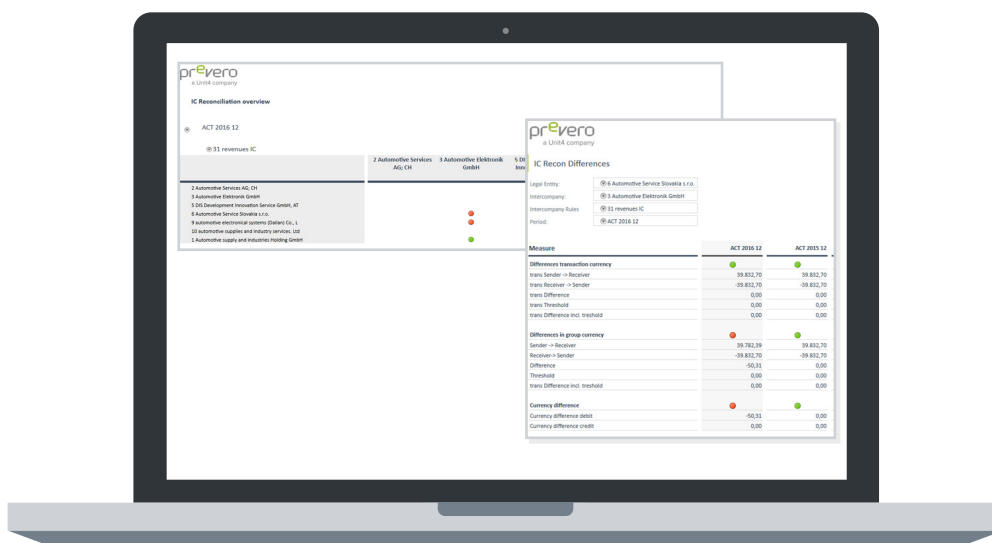 prevero
a Unit4 company
IC Reconciliation overview
ACT 2016 12
31 revenues IC
2 Automotive Services AG; CH 3 Automotive Elektronik GmbH 5 DI Inn
2 Automotive Services AG; CH
3 Automotive Elektronik GmbH
5 DIS Development Innovation Service GmbH, AT
6 Automotive Service Slovakia s.r.o.
9 automotive electronical systems (Dalian) Co., L
10 automotive supplies and industry services. Ltd
1 Automotive supply and Industries Holding GmbH
prevero
a Unit4 company
IC Recon Differences
Legal Entity: 6 Automotive Service Slovakia s.r.o.
Intercompany: 3 Automotive Elektronik GmbH
Intercompany Rules 31 revenues IC
Period: ACT 2016 12
Measure ACT 2016 12 ACT 2015 12
Differences transaction currency
trans Sender -> Receiver 39.832,70 39.832,70
trans Receiver -> Sender -39.832,70 -39.832,70
trans Difference 0,00 0,00
trans Threshold 0,00 0,00
trans Difference incl. treshold 0,00 0,00
Differences in group currency
Sender -> Receiver 39.782,39 39.832,70
Receiver-> Sender -39.832,70 -39.832,70
Difference -50,31 0,00
Threshold 0,00 0,00
trans Difference incl. treshold 0,00 0,00
Currency difference
Currency difference debit -50,31 0,00
Currency difference credit 0,00 0,00